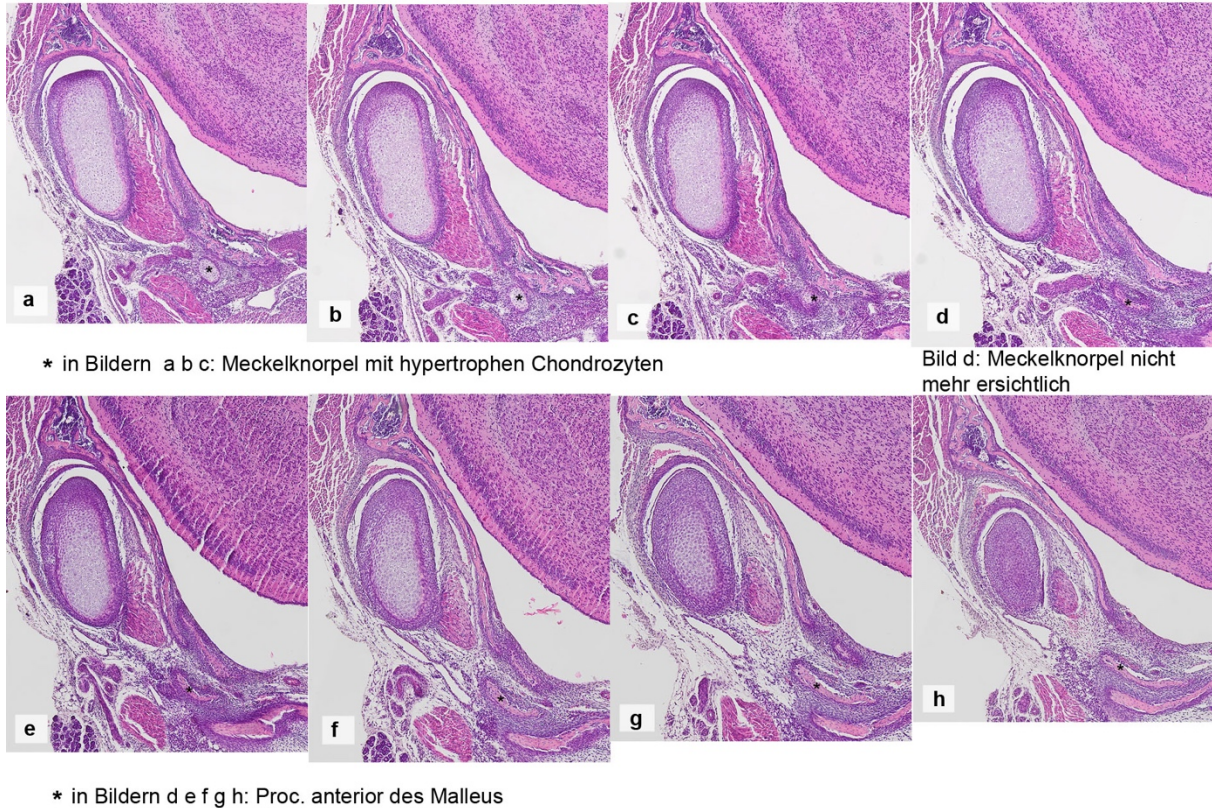 a
b
c
d
* in Bildern a b c: Meckelknorpel mit hypertrophen Chondrozyten
Bild d: Meckelknorpel nicht
mehr ersichtlich
e
f
g
h
* in Bildern d e f g h: Proc. anterior des Malleus